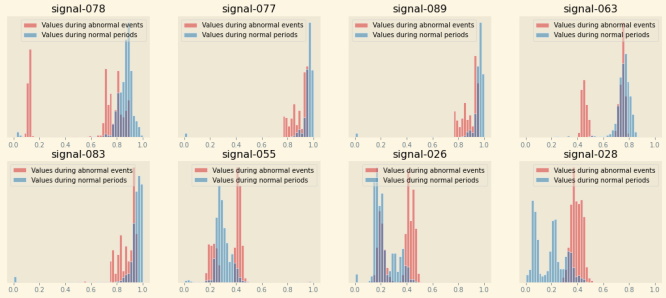 signal-078
Values during abnormal events
Values during normal periods
0.0 0.2 0.4 0.6 0.8 1.0
signal-077
Values during abnormal events
Values during normal periods
0.0 0.2 0.4 0.6 0.8 1.0
signal-089
Values during abnormal events
Values during normal periods
0.0 0.2 0.4 0.6 0.8 1.0
signal-063
Values during abnormal events
Values during normal periods
0.0 0.2 0.4 0.6 0.8 1.0
signal-083
Values during abnormal events
Values during normal periods
0.0 0.2 0.4 0.6 0.8 1.0
signal-055
Values during abnormal events
Values during normal periods
0.0 0.2 0.4 0.6 0.8 1.0
signal-026
Values during abnormal events
Values during normal periods
0.0 0.2 0.4 0.6 0.8 1.0
signal-028
Values during abnormal events
Values during normal periods
0.0 0.2 0.4 0.6 0.8 1.0